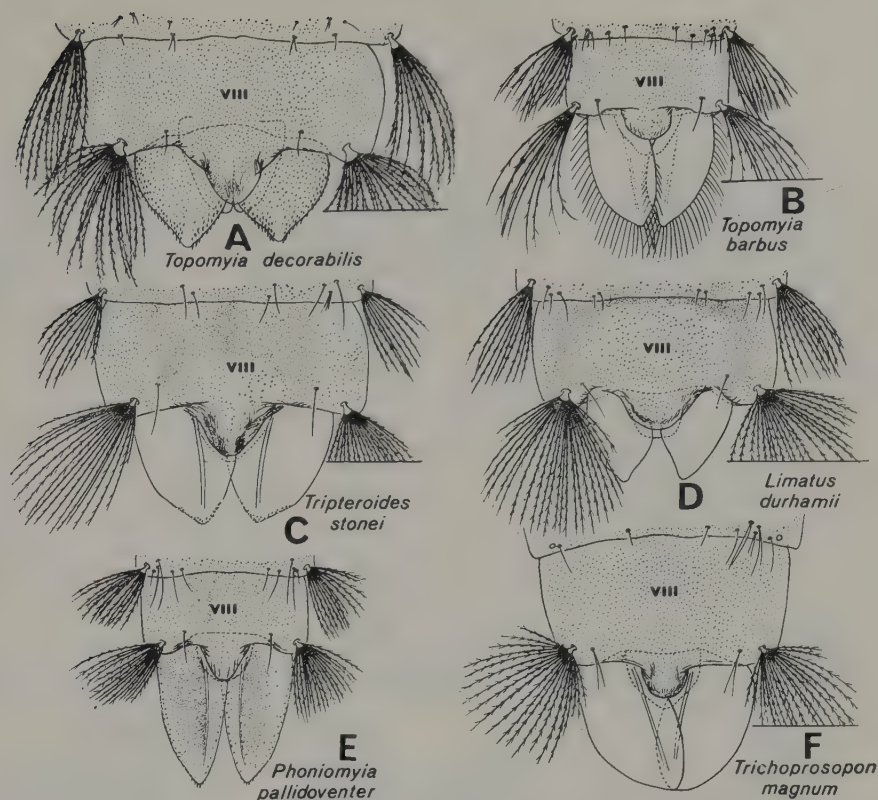 VIII
A
Topomyia decorabilis
VIII
B
Topomyia
barbus
VIII
C
Tripteroides
stonei
VIII
D
Limatus
durhamii
VIII
E
Phoniomyia
pallidoventer
VIII
F
Trichoprosopon
magnum